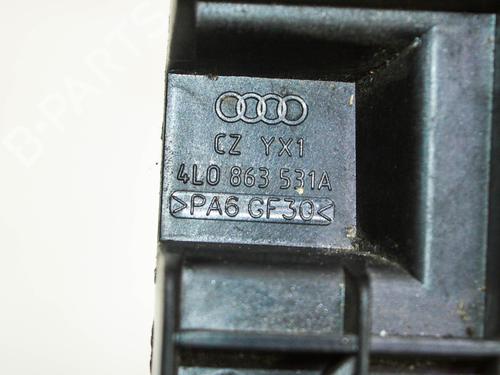 B-PARTS
CZ YX1
4L0 863 531A
>PA6 GF30<